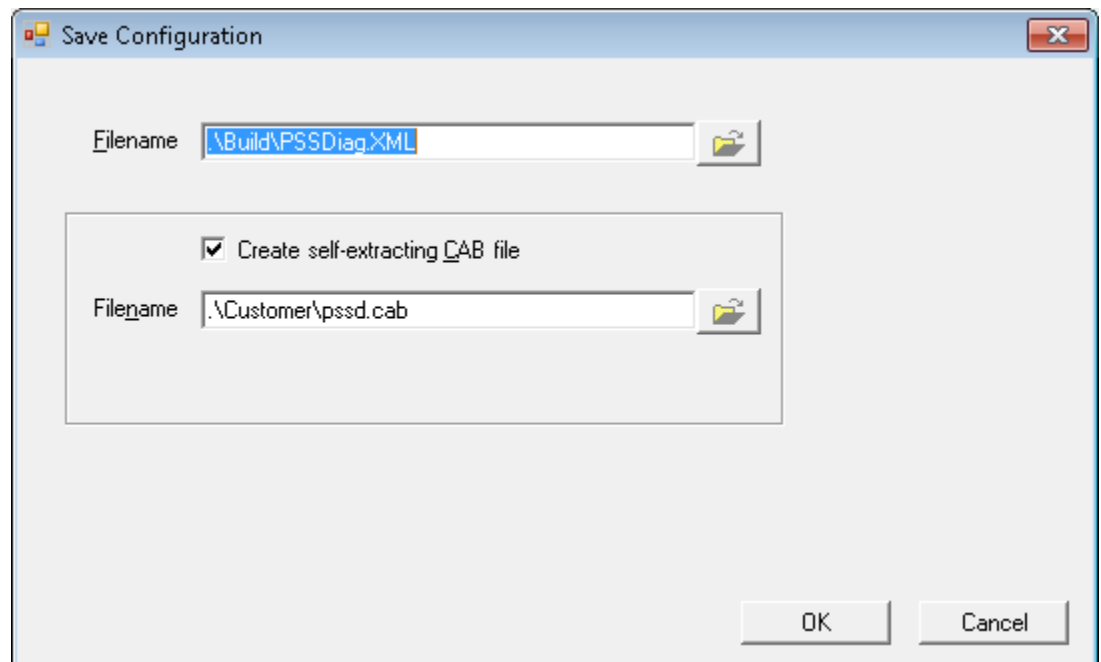 Save Configuration
Filename .\Build\PSSDiag.XML
Create self-extracting CAB file
Filename .\Customer\pssd.cab
OK Cancel